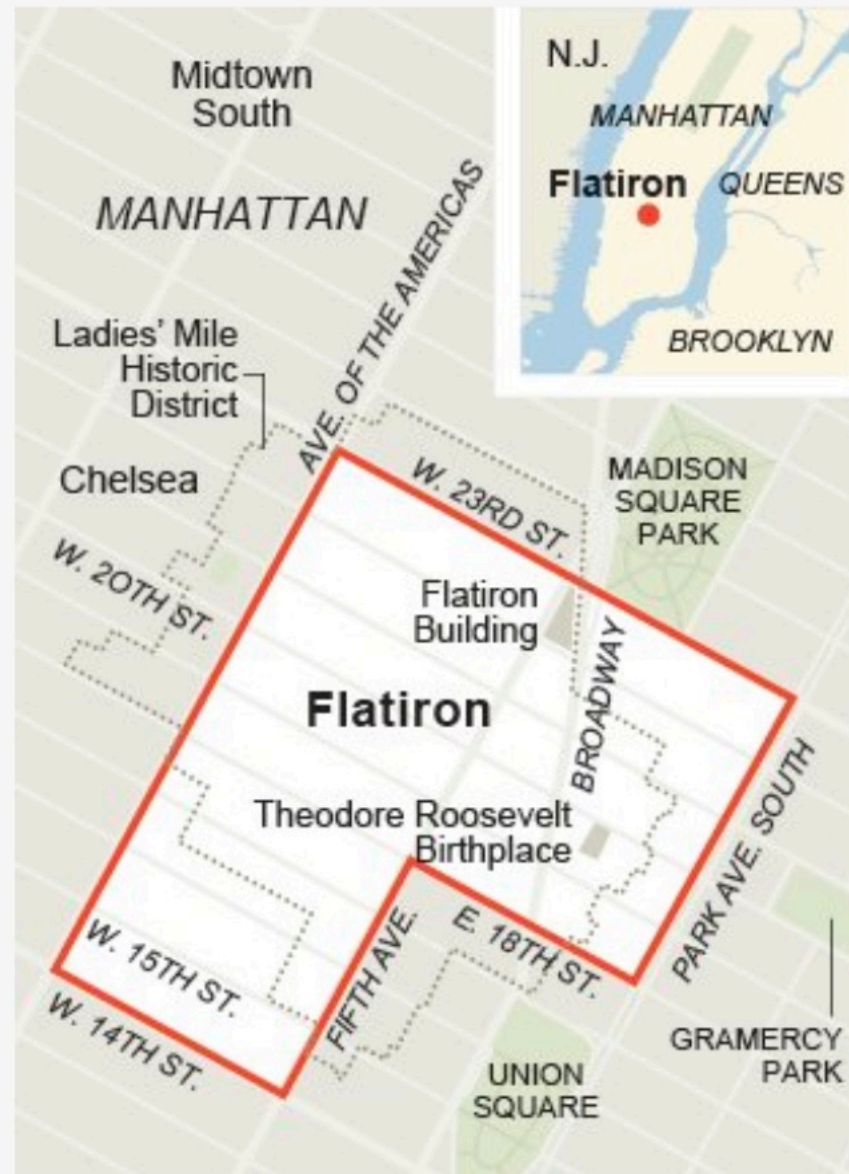 Midtown
South
MANHATTAN
N.J.
MANHATTAN
Flatiron
QUEENS
BROOKLYN
AVE. OF THE AMERICAS
Ladies’ Mile
Historic
District
Chelsea
W. 23RD ST.
MADISON
SQUARE
PARK
W. 20TH ST.
Flatiron
Building
BROADWAY
Flatiron
Theodore Roosevelt
Birthplace
PARK AVE. SOUTH
FIFTH AVE.
E. 18TH ST.
W. 15TH ST.
W. 14TH ST.
GRAMERCY
PARK
UNION
SQUARE